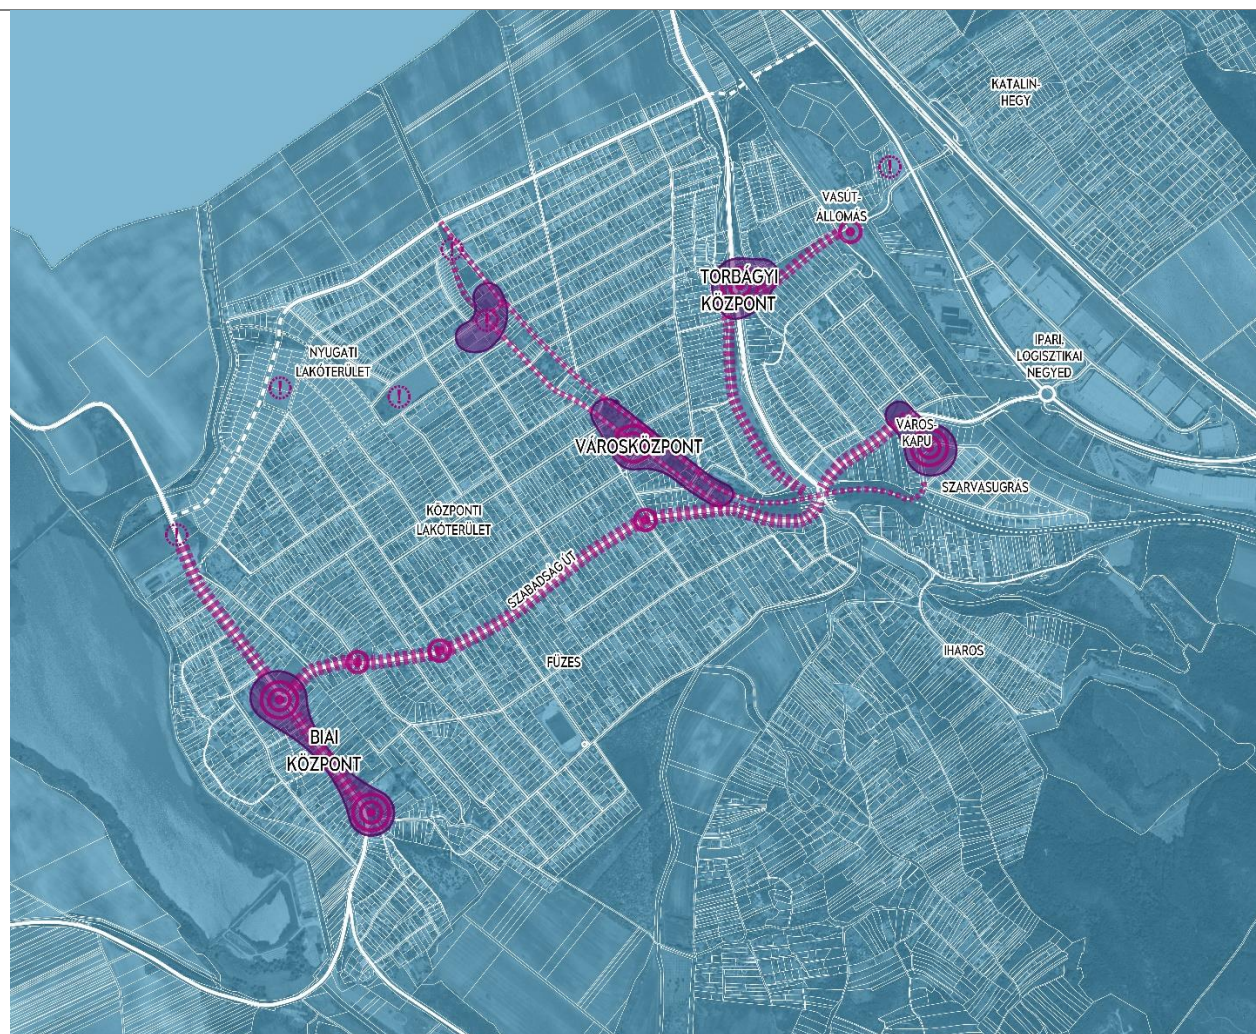 KATALIN-
HEGY
VASÚT-
ÁLLOMÁS
TORBÁGYI
KÖZPONT
NYUGATI
LAKÓTERÜLET
IPARI,
LOGISZTIKAI
NEGYED
VÁROS-
KAPU
VÁROSKÖZPONT
SZARVASUGRÁS
KÖZPONTI
LAKÓTERÜLET
SZABADSÁG ÚT
FÜZES
IHAROS
BIAI
KÖZPONT